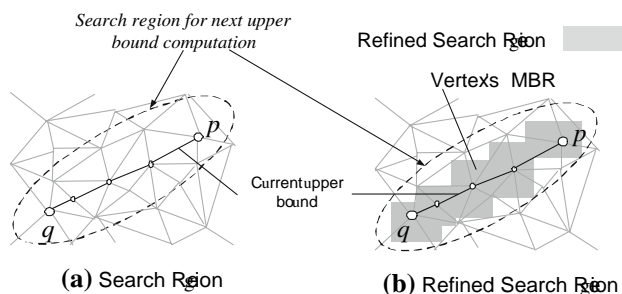 Search region for next upper
bound computation
Refined Search Region
Vertex's MBR
p
p
Current upper
bound
q
q
(a) Search Region
(b) Refined Search Region